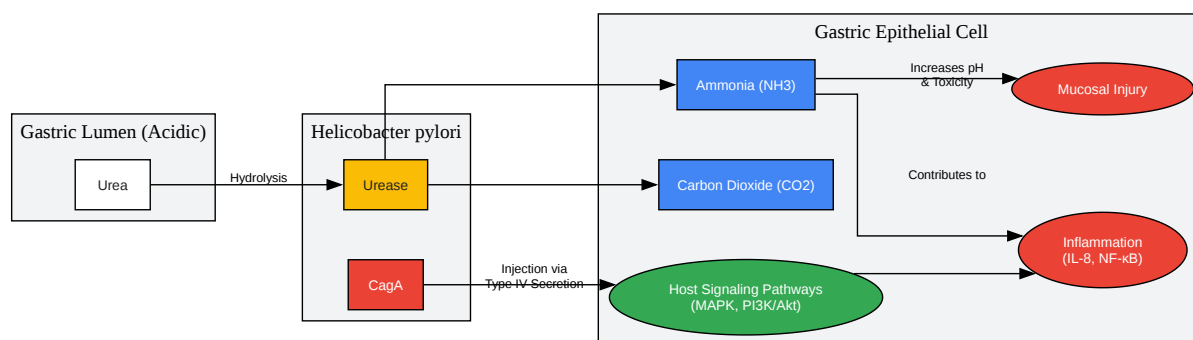 Gastric Epithelial Cell
Increases pH
& Toxicity
Ammonia (NH3)
Mucosal Injury
Gastric Lumen (Acidic)
Helicobacter pylori
Urea
Hydrolysis
Urease
Carbon Dioxide (CO2)
Contributes to
Inflammation
(IL-8, NF-κB)
CagA
Injection via
Type IV Secretion
Host Signaling Pathways
(MAPK, PI3K/Akt)